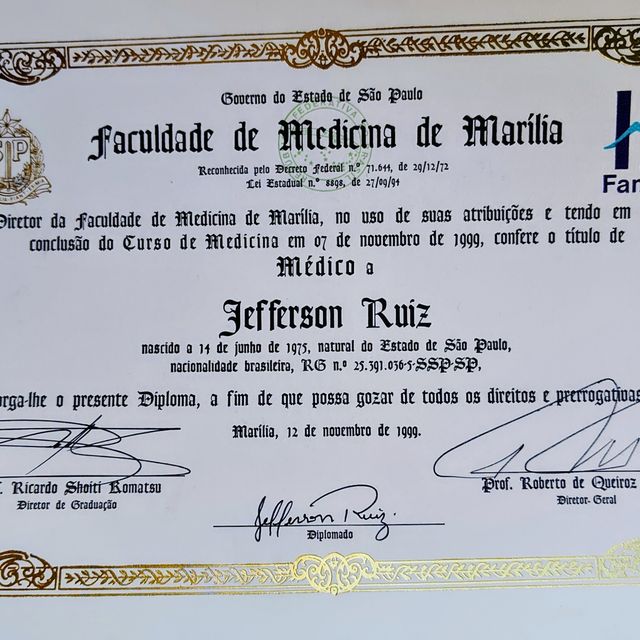 Governo do Estado de São Paulo
Faculdade de Medicina de Marília
Reconhecida pelo Decreto Federal n.º 71.644, de 29/12/72
Lei Estadual n.º 8898, de 27/09/94
SP
Fam
Diretor da Faculdade de Medicina de Marília, no uso de suas atribuições e tendo em
conclusão do Curso de Medicina em 07 de novembro de 1999, confere o título de
Médico a
Jefferson Ruiz
nascido a 14 de junho de 1975, natural do Estado de São Paulo,
nacionalidade brasileira, RG n.º 25.391.036-5-SSP-SP,
orga-lhe o presente Diploma, a fim de que possa gozar de todos os direitos e prerrogativas
Marília, 12 de novembro de 1999.
f. Ricardo Shoiti Komatsu
Diretor de Graduação
Prof. Roberto de Queiroz
Diretor-Geral
Jefferson Ruiz.
Diplomado